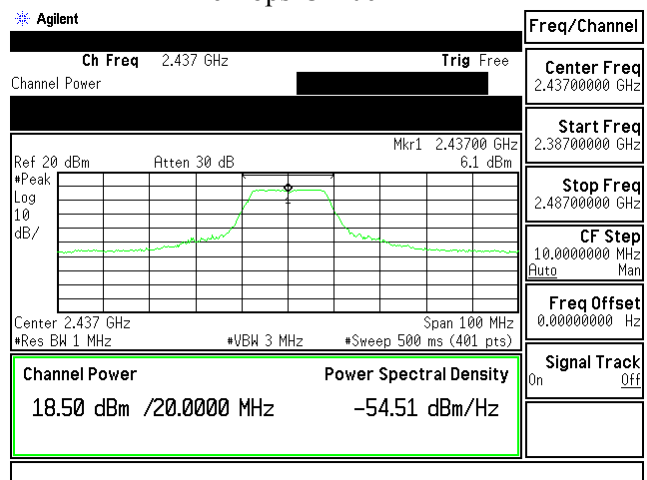 Agilent
Freq/Channel
Ch Freq 2.437 GHz Trig Free
Channel Power
Center Freq
2.43700000 GHz
Start Freq
2.38700000 GHz
Stop Freq
2.48700000 GHz
CF Step
10.0000000 MHz
Auto Man
Freq Offset
0.00000000 Hz
Signal Track
On Off
Mkr1 2.43700 GHz
Ref 20 dBm Atten 30 dB 6.1 dBm
#Peak
Log
10
dB/
1
Center 2.437 GHz Span 100 MHz
#Res BW 1 MHz #VBW 3 MHz #Sweep 500 ms (401 pts)
Channel Power Power Spectral Density
18.50 dBm /20.0000 MHz -54.51 dBm/Hz